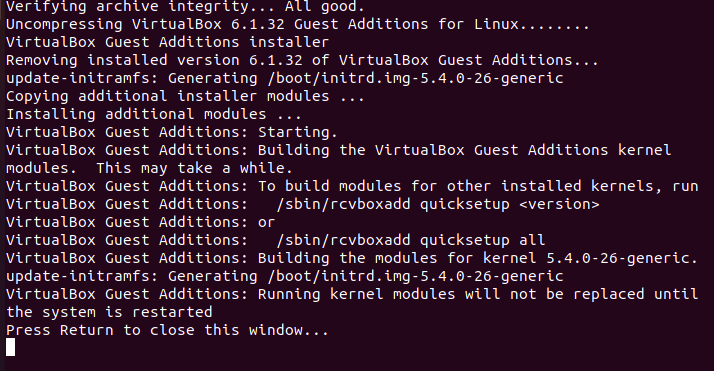 Verifying archive integrity... All good.
Uncompressing VirtualBox 6.1.32 Guest Additions for Linux........
VirtualBox Guest Additions installer
Removing installed version 6.1.32 of VirtualBox Guest Additions...
update-initramfs: Generating /boot/initrd.img-5.4.0-26-generic
Copying additional installer modules ...
Installing additional modules ...
VirtualBox Guest Additions: Starting.
VirtualBox Guest Additions: Building the VirtualBox Guest Additions kernel
modules.  This may take a while.
VirtualBox Guest Additions: To build modules for other installed kernels, run
VirtualBox Guest Additions:   /sbin/rcvboxadd quicksetup <version>
VirtualBox Guest Additions: or
VirtualBox Guest Additions:   /sbin/rcvboxadd quicksetup all
VirtualBox Guest Additions: Building the modules for kernel 5.4.0-26-generic.
update-initramfs: Generating /boot/initrd.img-5.4.0-26-generic
VirtualBox Guest Additions: Running kernel modules will not be replaced until
the system is restarted
Press Return to close this window...